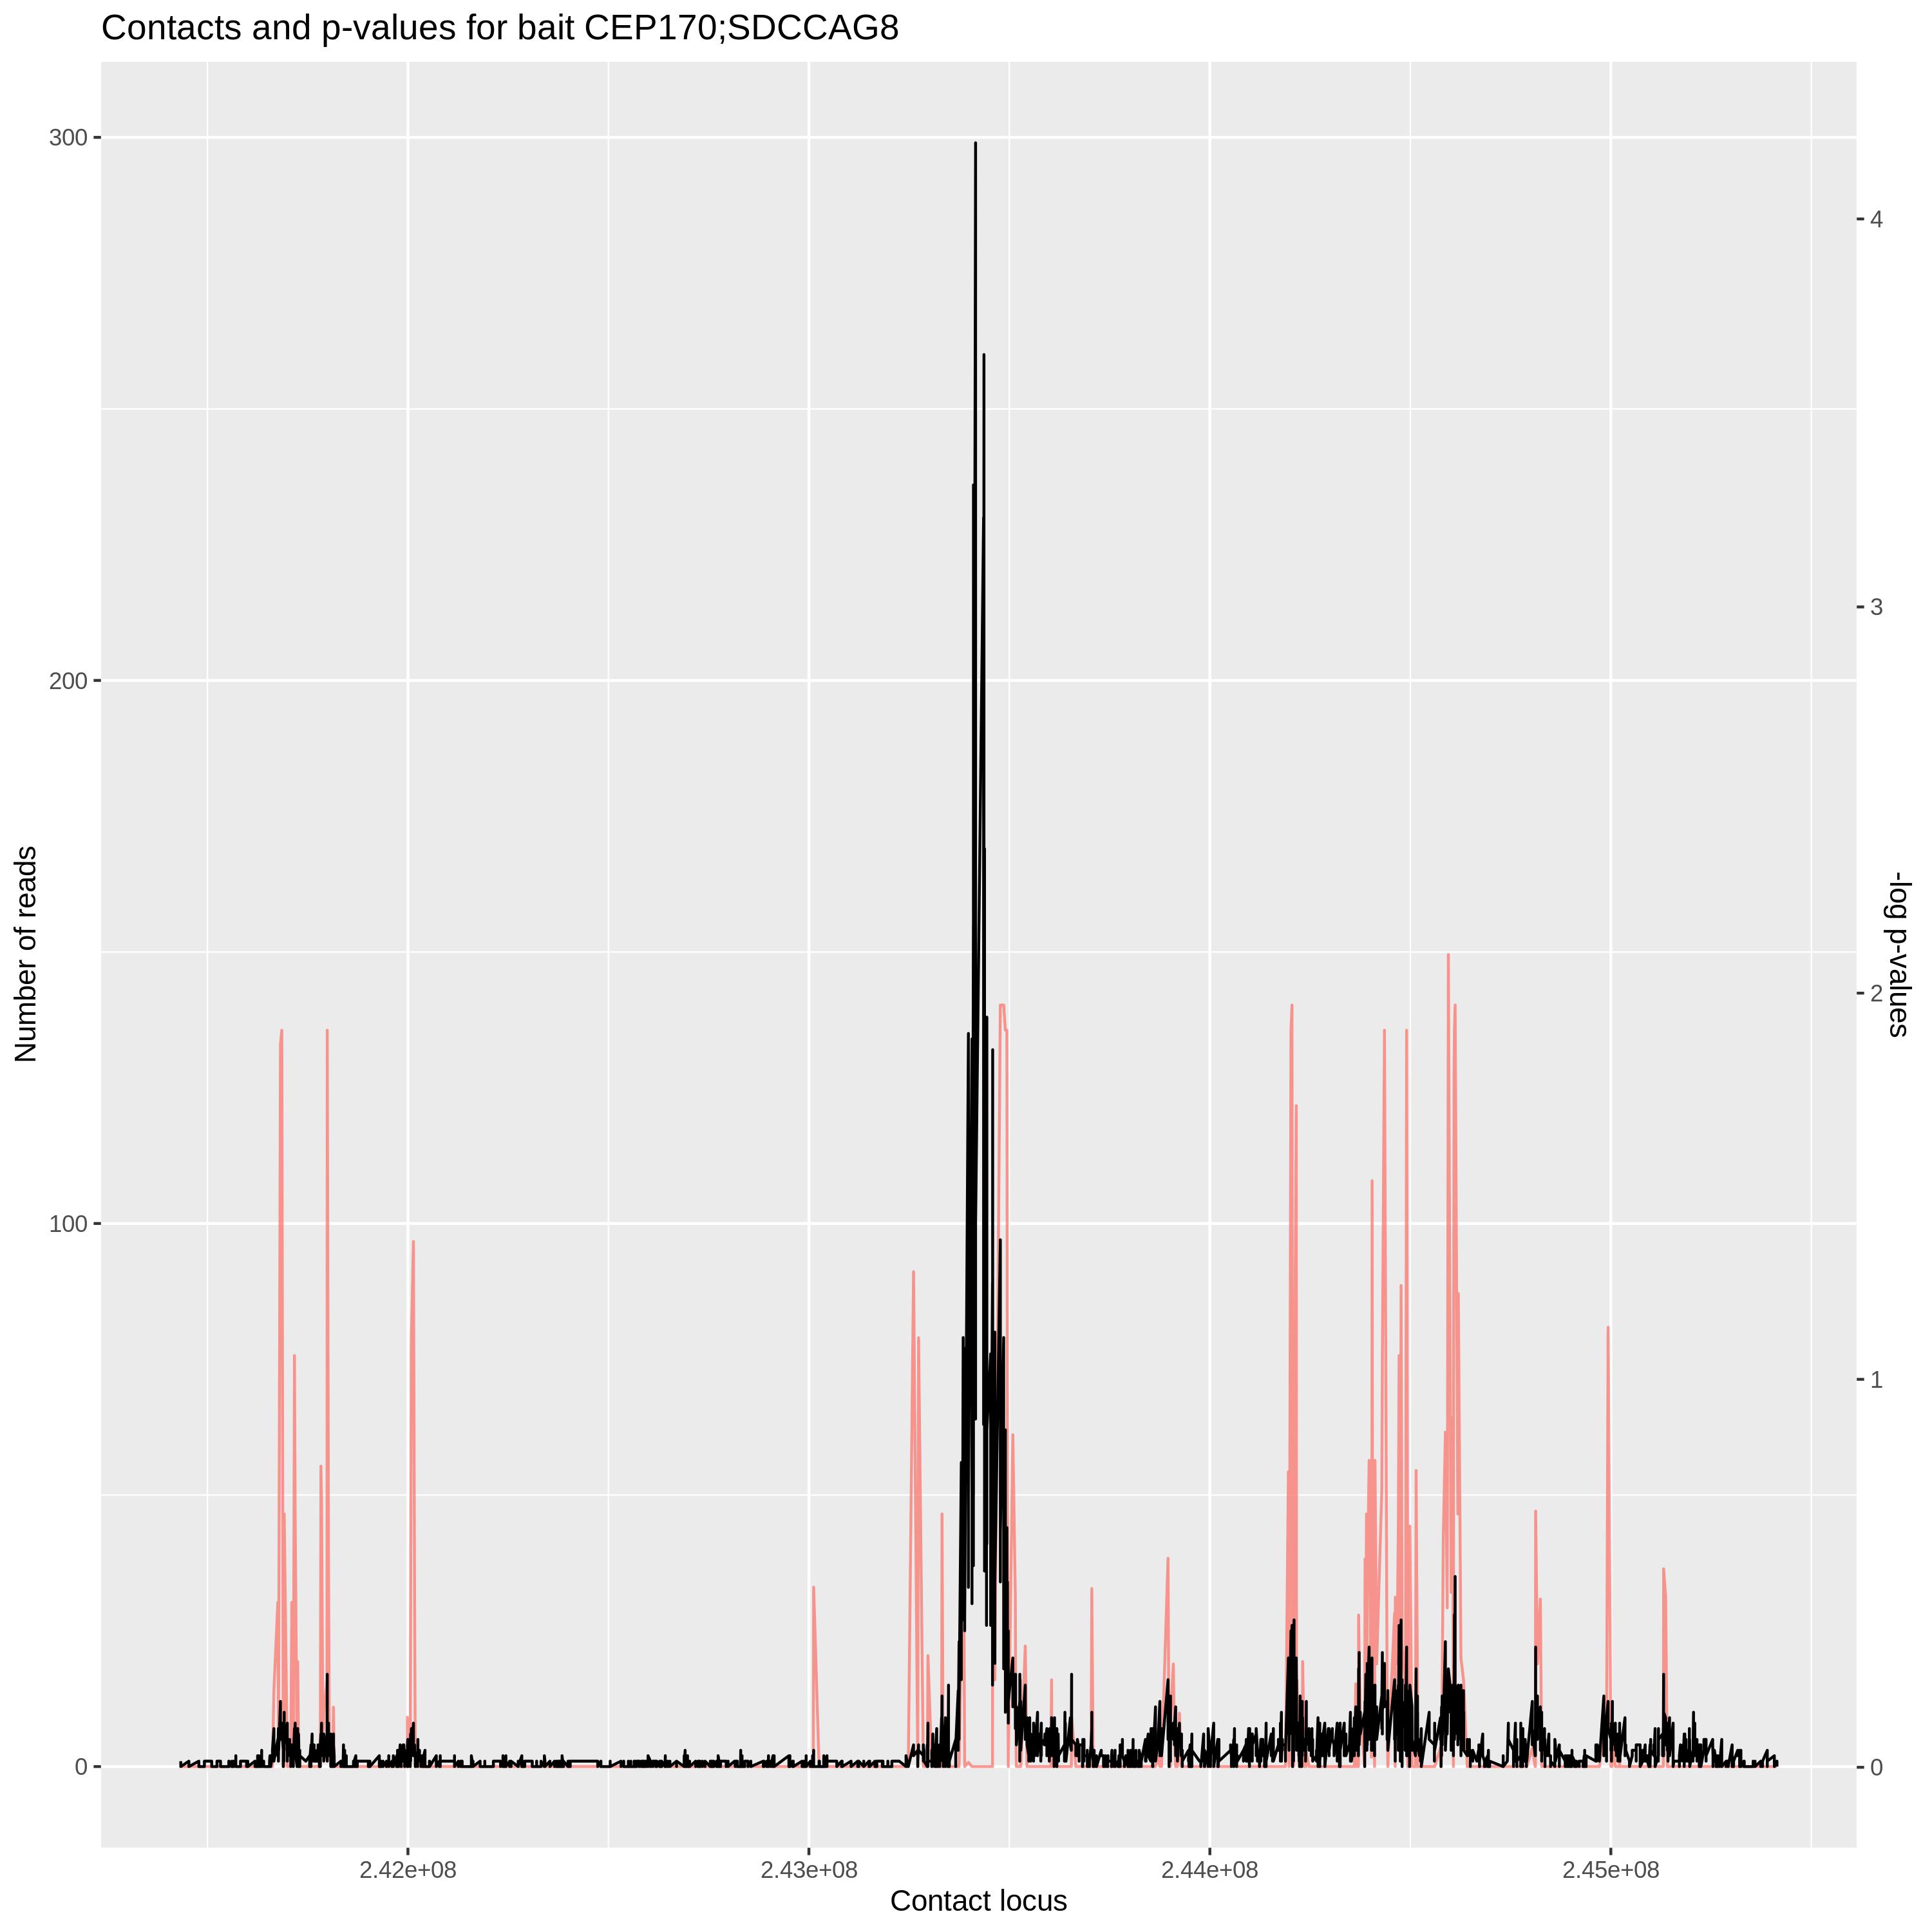 Contacts and p-values for bait CEP170;SDCCAG8
300
200
100
0
Number of reads
4
3
2
1
0
-log p-values
2.42e+08
2.43e+08
2.44e+08
2.45e+08
Contact locus